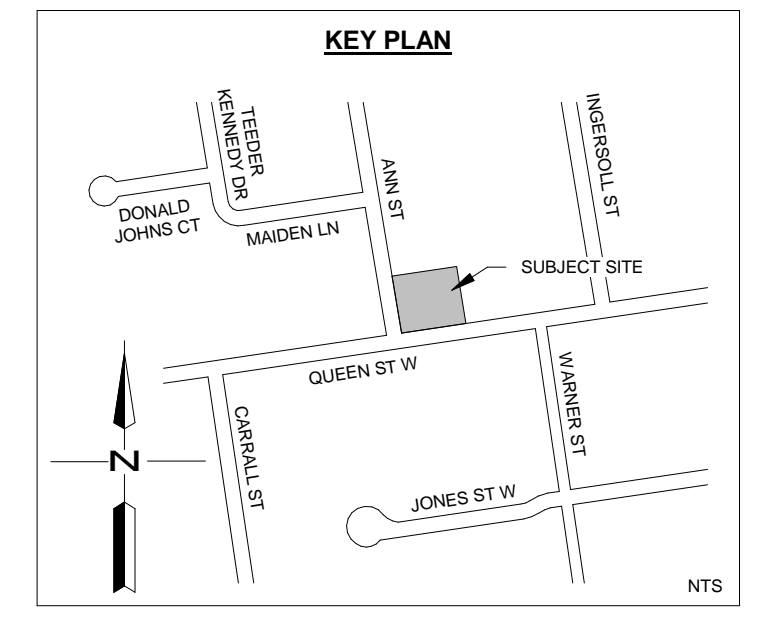 KEY PLAN
TEEDER
KENNEDY DR
INGERSOLL ST
ANN ST
DONALD
JOHNS CT
MAIDEN LN
SUBJECT SITE
QUEEN ST W
WARNER ST
CARRALL ST
N
JONES ST W
NTS